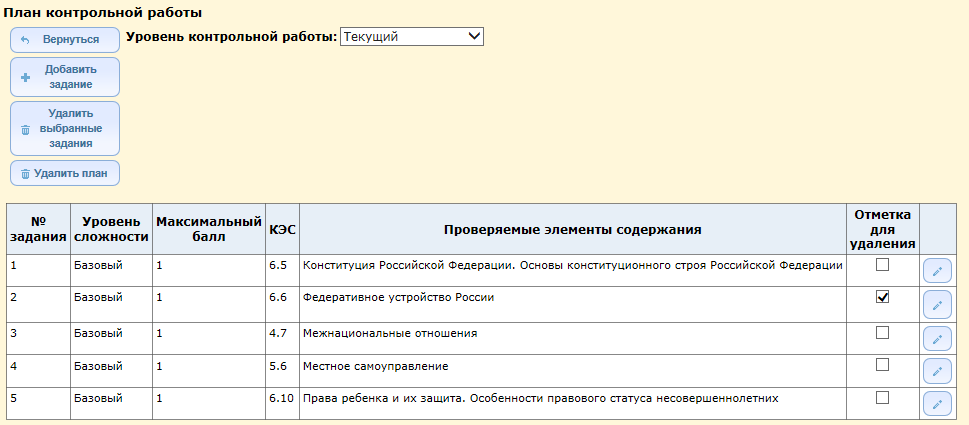 План контрольной работы
Вернуться
Уровень контрольной работы: Текущий
Добавить
задание
Удалить
выбранные
задания
Удалить план
№
задания
Уровень
сложности
Максимальный
балл
КЭС
Проверяемые элементы содержания
Отметка
для
удаления
1 Базовый 1 6.5 Конституция Российской Федерации. Основы конституционного строя Российской Федерации
2 Базовый 1 6.6 Федеративное устройство России
3 Базовый 1 4.7 Межнациональные отношения
4 Базовый 1 5.6 Местное самоуправление
5 Базовый 1 6.10 Права ребенка и их защита. Особенности правового статуса несовершеннолетних